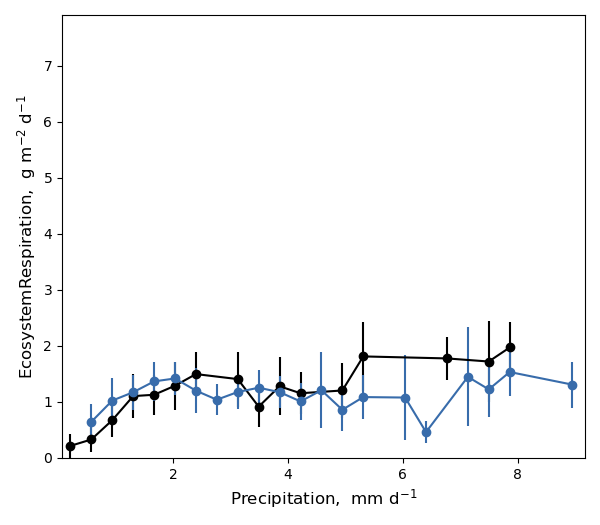 7
6
5
4
3
2
1
0
EcosystemRespiration,  g m⁻² d⁻¹
2 4 6 8
Precipitation,  mm d⁻¹